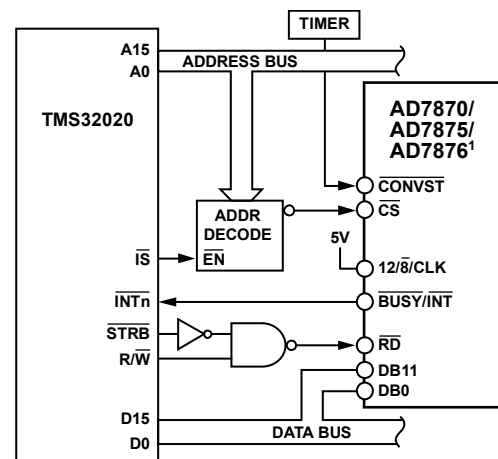 TIMER
A15
ADDRESS BUS
A0
TMS32020
AD7870/
AD7875/
AD7876¹
CONVST
CS
ADDR
DECODE
EN
5V
IS
12/8/CLK
INTn
BUSY/INT
STRB
R/W
RD
DB11
DB0
D15
DATA BUS
D0